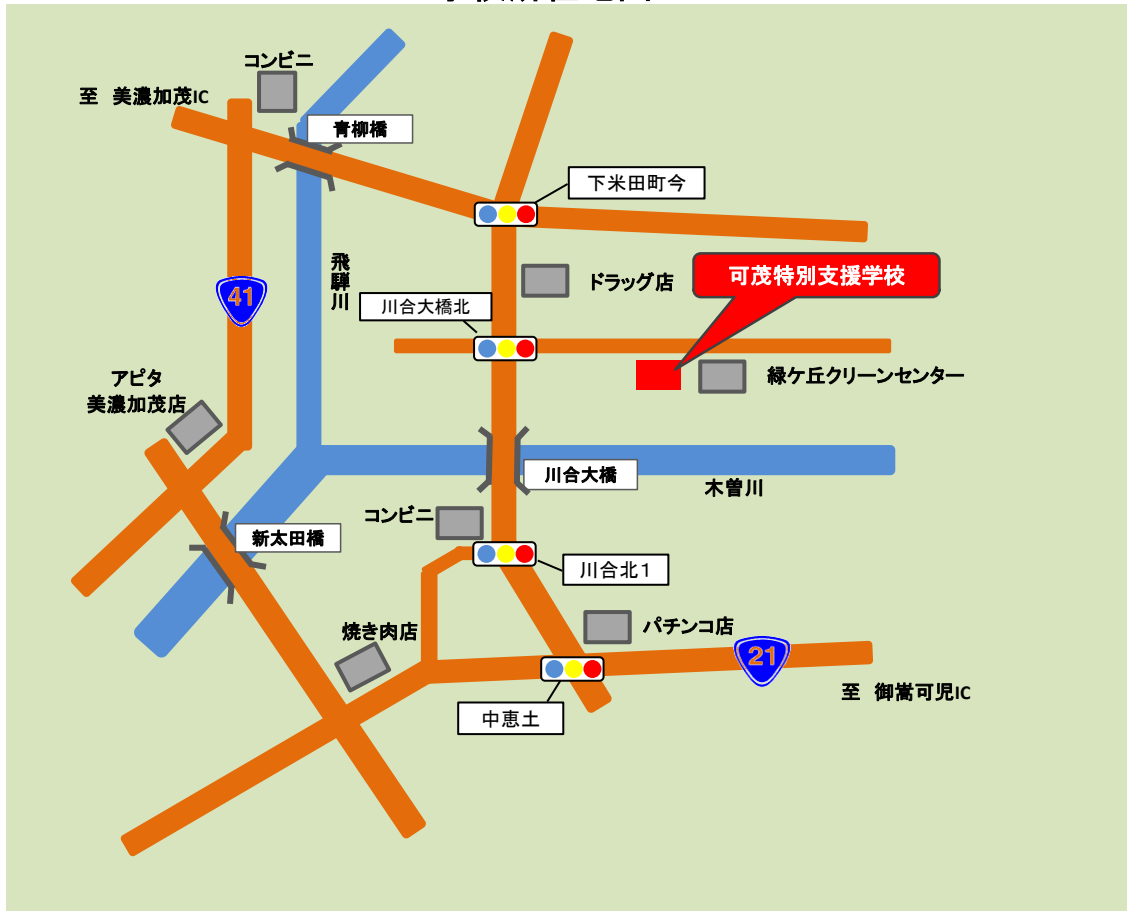 コンビニ
至 美濃加茂IC
青柳橋
下米田町今
飛騨川
ドラッグ店
可茂特別支援学校
41
川合大橋北
アピタ
美濃加茂店
緑ケ丘クリーンセンター
川合大橋
木曽川
コンビニ
新太田橋
川合北１
焼き肉店
パチンコ店
21
至 御嵩可児IC
中恵土